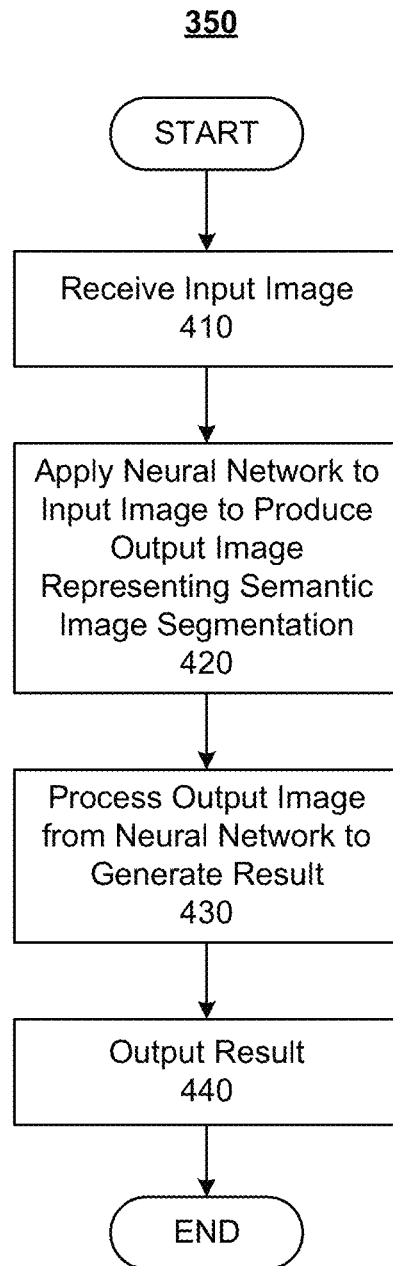 350
START
Receive Input Image
410
Apply Neural Network to
Input Image to Produce
Output Image
Representing Semantic
Image Segmentation
420
Process Output Image
from Neural Network to
Generate Result
430
Output Result
440
END